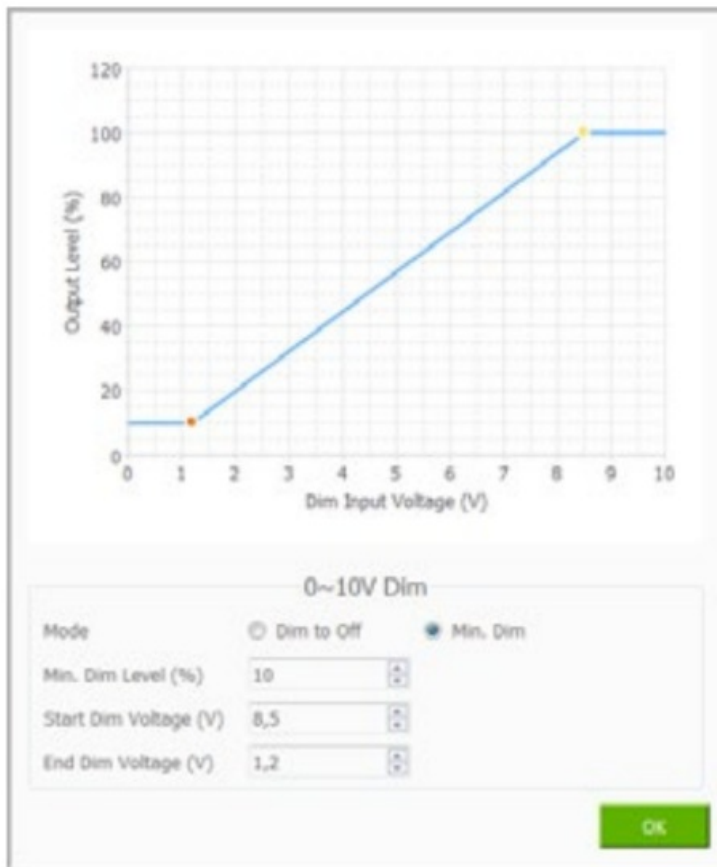 120
100
80
60
40
20
0
Output Level (%)
0 1 2 3 4 5 6 7 8 9 10
Dim Input Voltage (V)
0~10V Dim
Mode Dim to Off Min. Dim
Min. Dim Level (%) 10
Start Dim Voltage (V) 8,5
End Dim Voltage (V) 1,2
OK